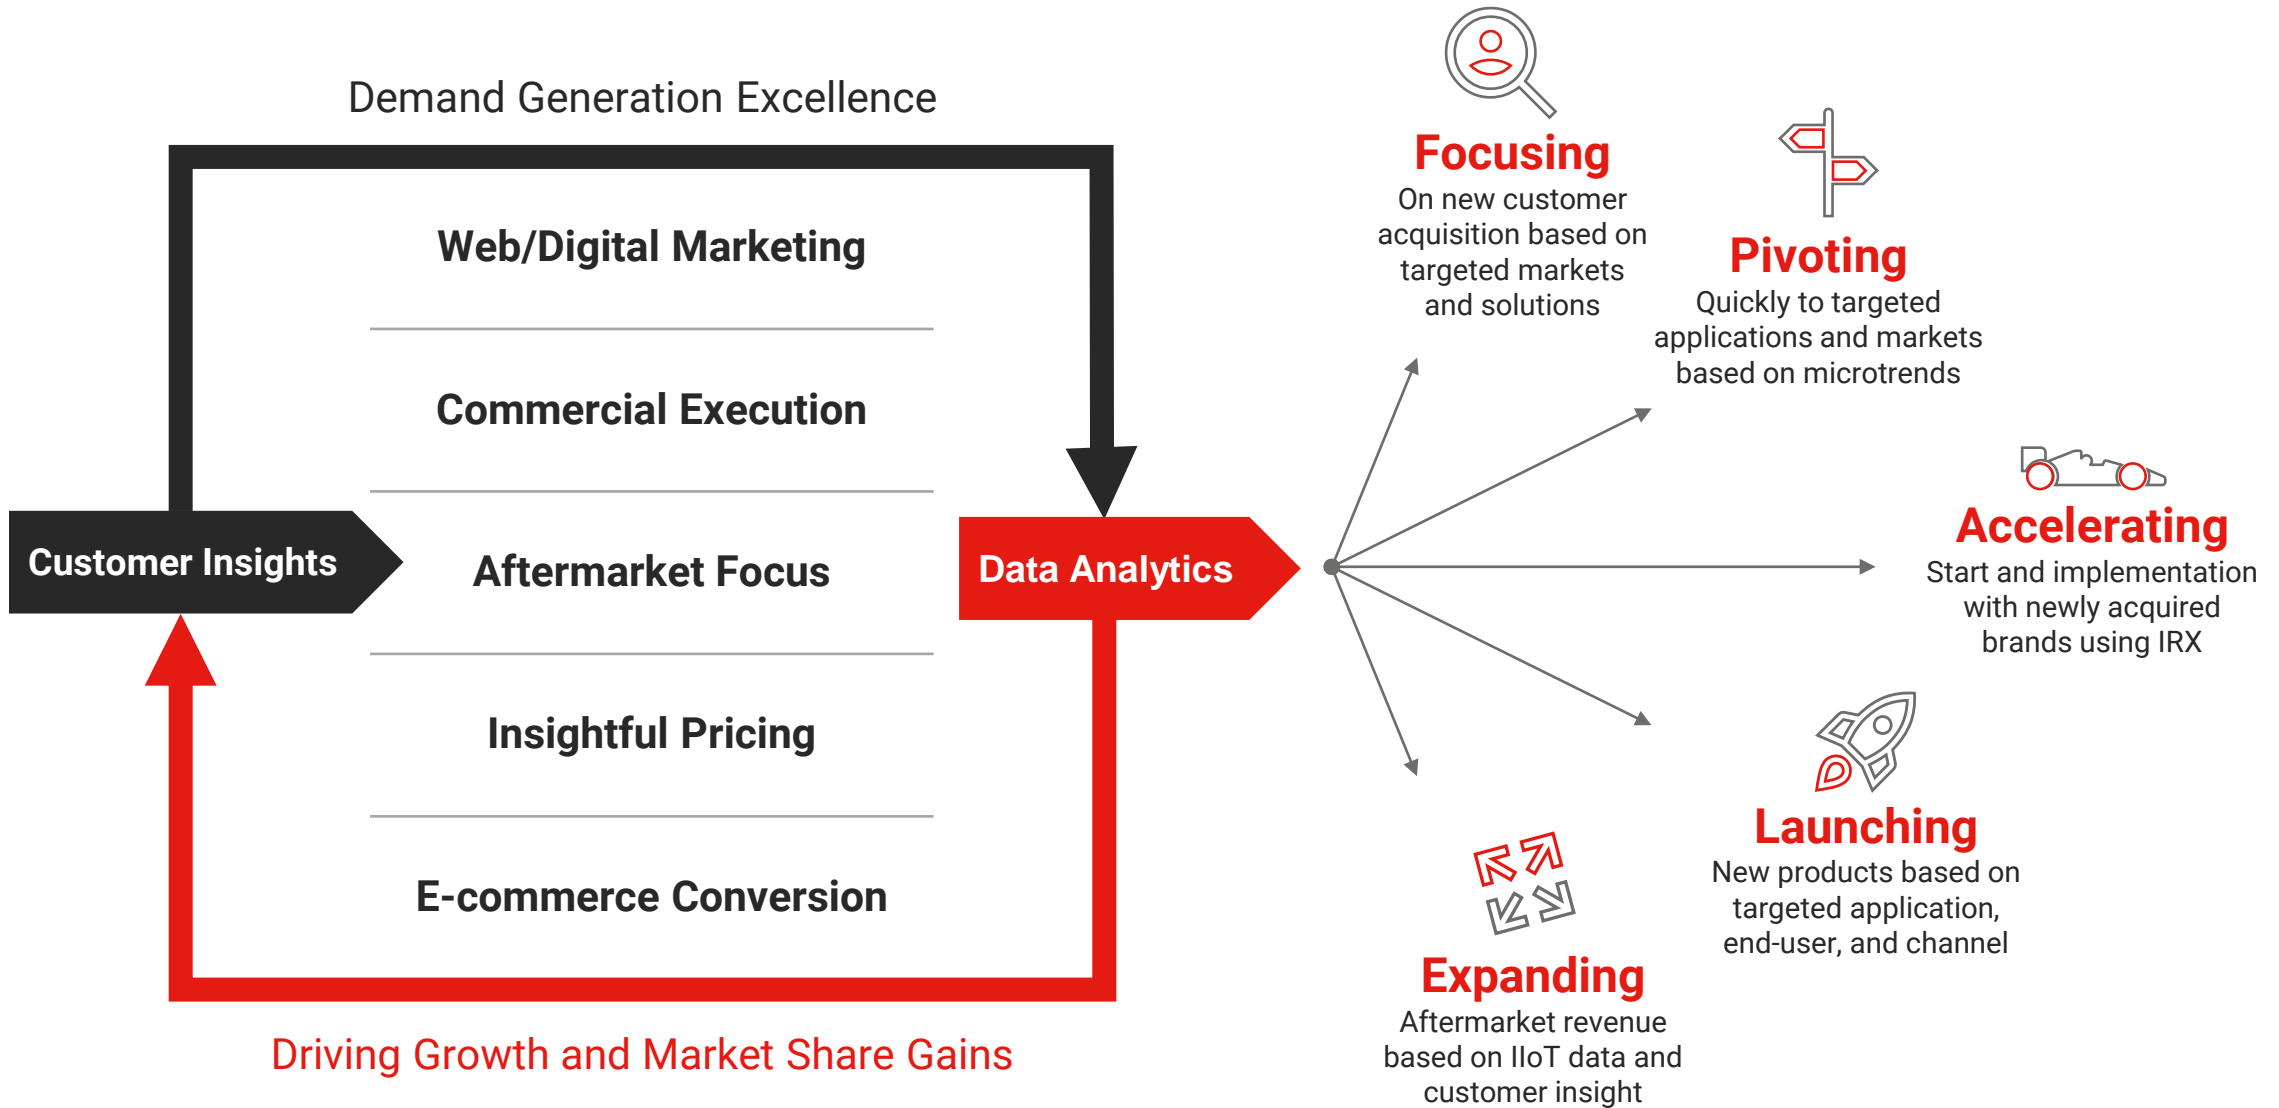 Demand Generation Excellence
Customer Insights
Web/Digital Marketing
Commercial Execution
Aftermarket Focus
Insightful Pricing
E-commerce Conversion
Data Analytics
Driving Growth and Market Share Gains
Focusing
On new customer
acquisition based on
targeted markets
and solutions
Pivoting
Quickly to targeted
applications and markets
based on microtrends
Accelerating
Start and implementation
with newly acquired
brands using IRX
Launching
New products based on
targeted application,
end-user, and channel
Expanding
Aftermarket revenue
based on IIoT data and
customer insight